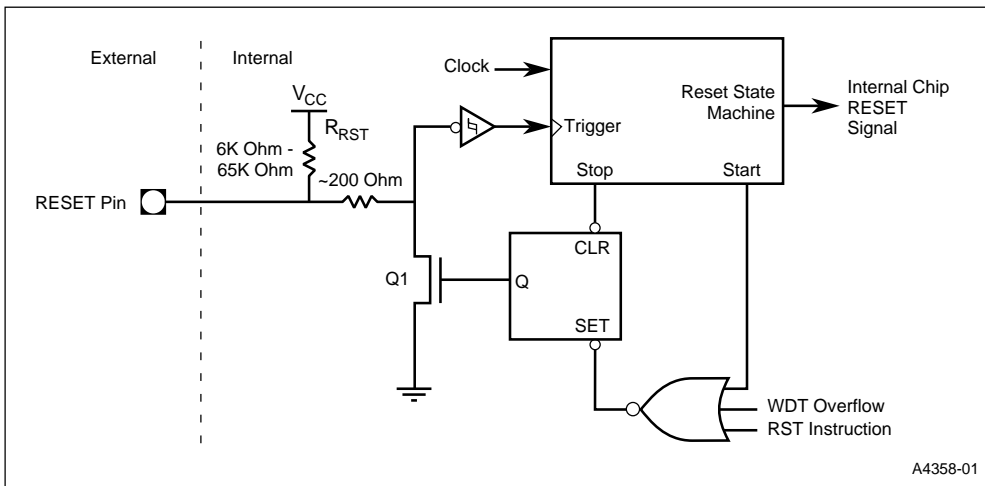 External
Internal
Clock
Reset State
Machine
Internal Chip
RESET
Signal
VCC
RRST
6K Ohm -
65K Ohm
~200 Ohm
Trigger
Stop
Start
RESET Pin
CLR
Q1
Q
SET
WDT Overflow
RST Instruction
A4358-01